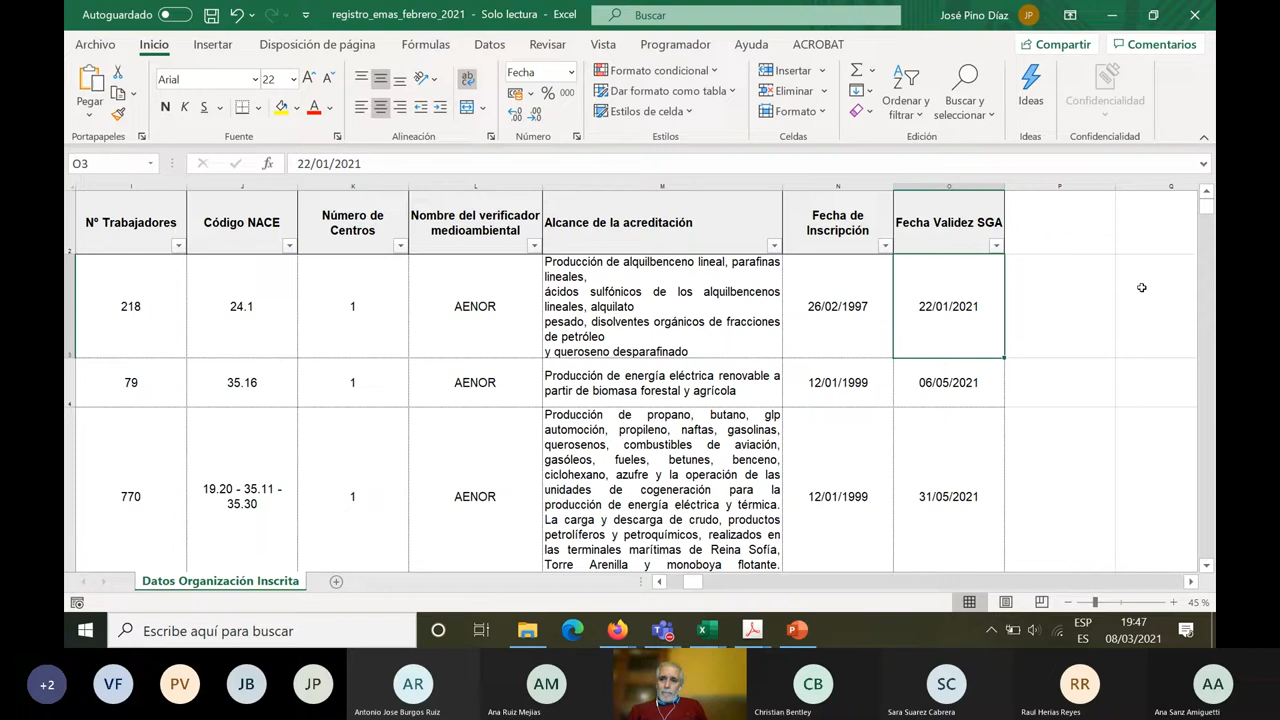 Autoguardado
registro_emas_febrero_2021 - Solo lectura - Excel
Buscar
José Pino Díaz
JP
Archivo
Inicio
Insertar
Disposición de página
Fórmulas
Datos
Revisar
Vista
Programador
Ayuda
ACROBAT
Compartir
Comentarios
Pegar
Portapapeles
Arial
22
N K S
Fuente
Alineación
Fecha
% 000
Número
Formato condicional
Dar formato como tabla
Estilos de celda
Estilos
Insertar
Eliminar
Formato
Celdas
Ordenar y
filtrar
Buscar y
seleccionar
Edición
Ideas
Ideas
Confidencialidad
Confidencialidad
O3
fx
22/01/2021
I J K L M N O P Q
2
Nº Trabajadores
Código NACE
Número de
Centros
Nombre del verificador
medioambiental
Alcance de la acreditación
Fecha de
Inscripción
Fecha Validez SGA
3
218
24.1
1
AENOR
Producción de alquilbenceno lineal, parafinas
lineales,
ácidos sulfónicos de los alquilbencenos
lineales, alquilato
pesado, disolventes orgánicos de fracciones
de petróleo
y queroseno desparafinado
26/02/1997
22/01/2021
4
79
35.16
1
AENOR
Producción de energía eléctrica renovable a
partir de biomasa forestal y agrícola
12/01/1999
06/05/2021
770
19.20 - 35.11 -
35.30
1
AENOR
Producción de propano, butano, glp
automoción, propileno, naftas, gasolinas,
querosenos, combustibles de aviación,
gasóleos, fueles, betunes, benceno,
ciclohexano, azufre y la operación de las
unidades de cogeneración para la
producción de energía eléctrica y térmica.
La carga y descarga de crudo, productos
petrolíferos y petroquímicos, realizados en
las terminales marítimas de Reina Sofía,
Torre Arenilla y monoboya flotante.
12/01/1999
31/05/2021
Datos Organización Inscrita
45 %
Escribe aquí para buscar
ESP
ES
19:47
08/03/2021
+2
VF
PV
JB
JP
AR
Antonio Jose Burgos Ruiz
AM
Ana Ruiz Mejias
CB
Christian Bentley
SC
Sara Suarez Cabrera
RR
Raul Herias Reyes
AA
Ana Sanz Amiguetti